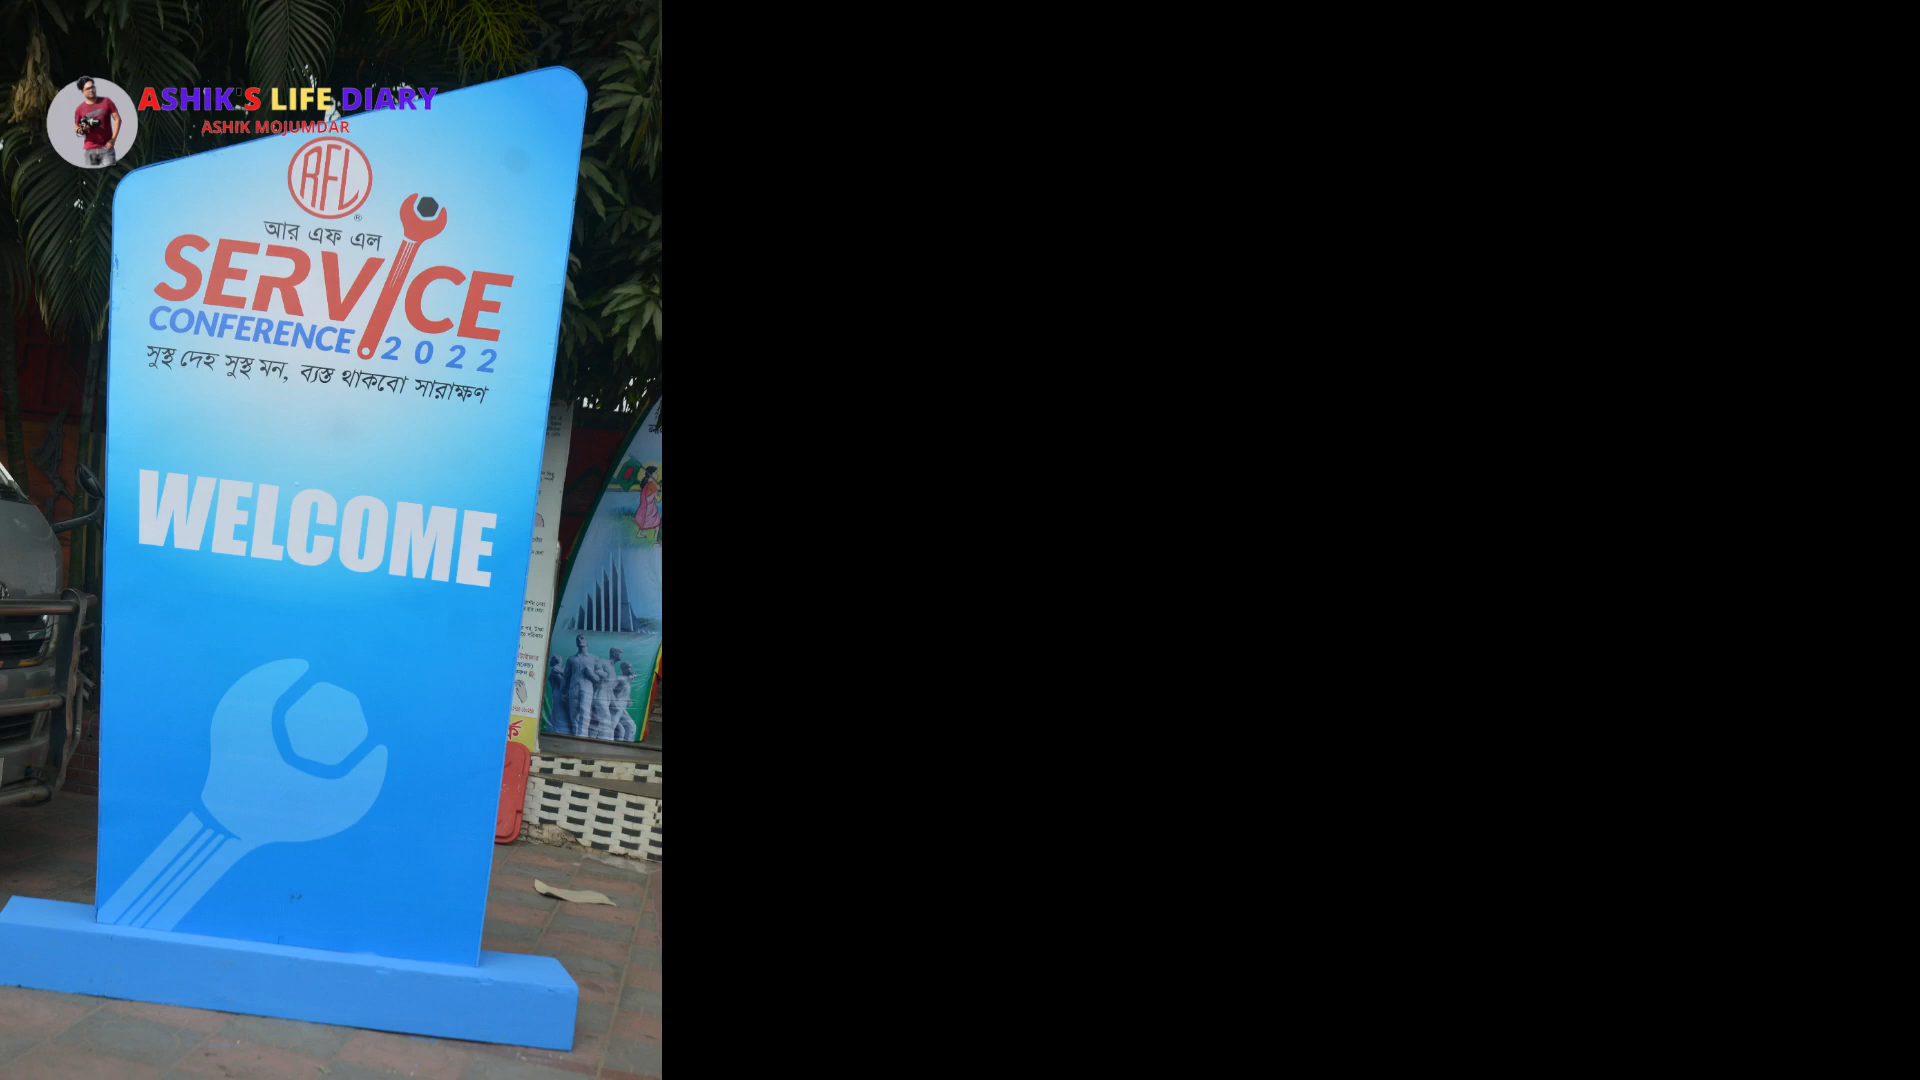 ASHIK'S LIFE DIARY
ASHIK MOJUMDAR
RFL
®
আর এফ এল
SERVICE
CONFERENCE 2022
সুস্থ দেহ সুস্থ মন, ব্যস্ত থাকবো সারাক্ষণ
WELCOME